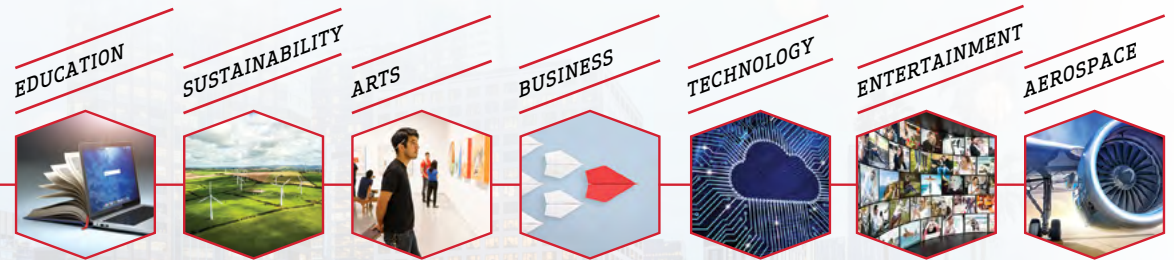 EDUCATION
SUSTAINABILITY
ARTS
BUSINESS
TECHNOLOGY
ENTERTAINMENT
AEROSPACE